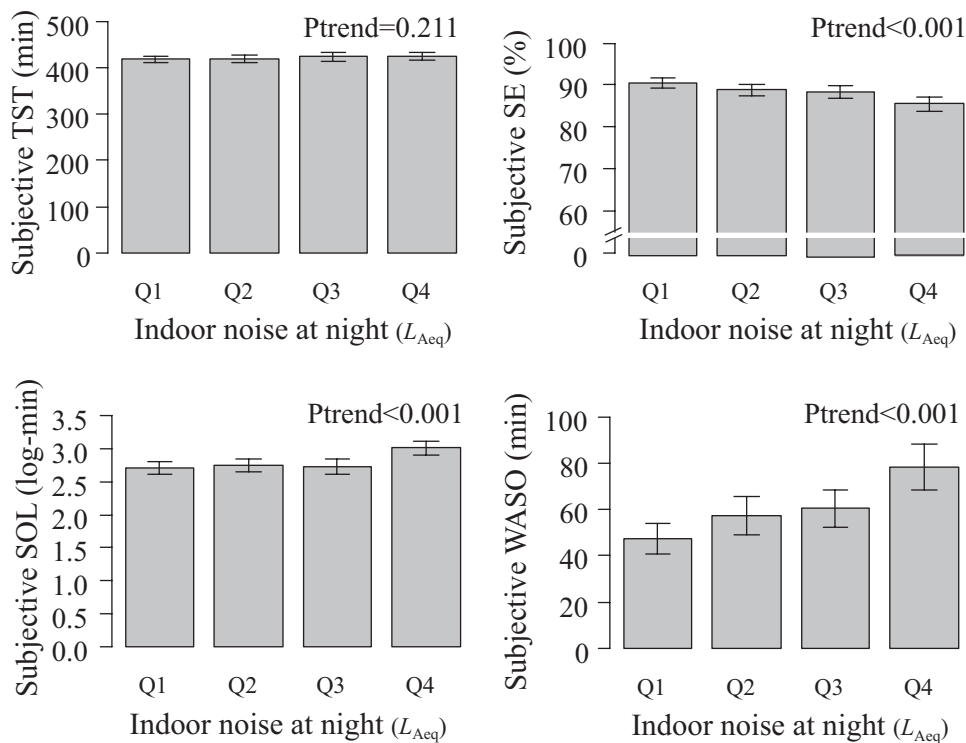 Ptrend=0.211
Subjective TST (min)
500
400
300
200
100
0
Q1 Q2 Q3 Q4
Indoor noise at night (LAeq)
Ptrend<0.001
Subjective SE (%)
100
90
80
70
60
0
Q1 Q2 Q3 Q4
Indoor noise at night (LAeq)
Ptrend<0.001
Subjective SOL (log-min)
3.5
3.0
2.5
2.0
1.5
1.0
0.5
0.0
Q1 Q2 Q3 Q4
Indoor noise at night (LAeq)
Ptrend<0.001
Subjective WASO (min)
100
80
60
40
20
0
Q1 Q2 Q3 Q4
Indoor noise at night (LAeq)